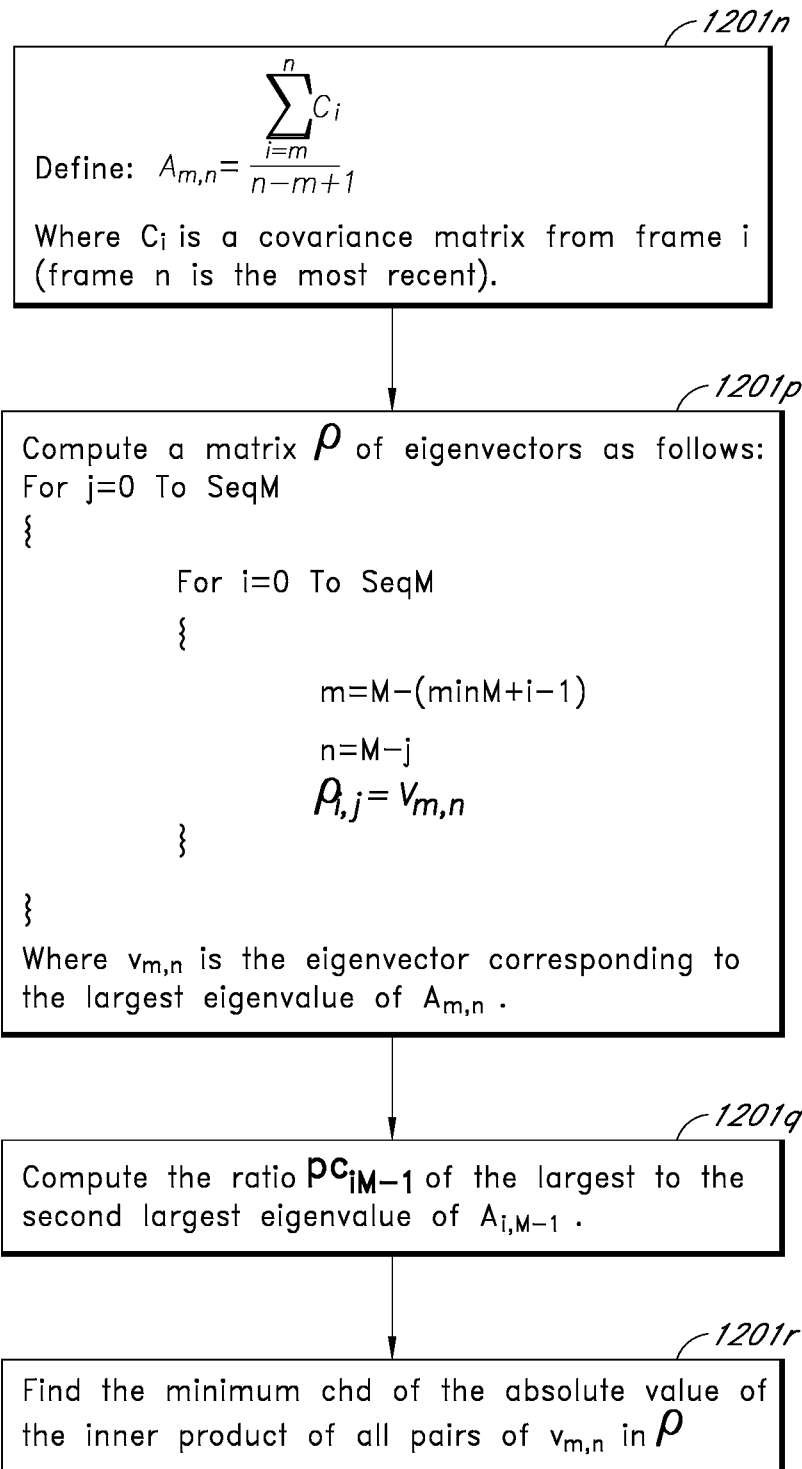 1201n
n
∑ Cᵢ
i=m
Define: Aₘ,ₙ= n−m+1
Where Cᵢ is a covariance matrix from frame i
(frame n is the most recent).
1201p
Compute a matrix ρ of eigenvectors as follows:
For j=0 To SeqM
{
For i=0 To SeqM
{
m=M−(minM+i−1)
n=M−j
ρi,j= Vm,n
}
}
Where vm,n is the eigenvector corresponding to
the largest eigenvalue of Am,n .
1201q
Compute the ratio pciM−1 of the largest to the
second largest eigenvalue of Ai,M−1 .
1201r
Find the minimum chd of the absolute value of
the inner product of all pairs of vm,n in ρ